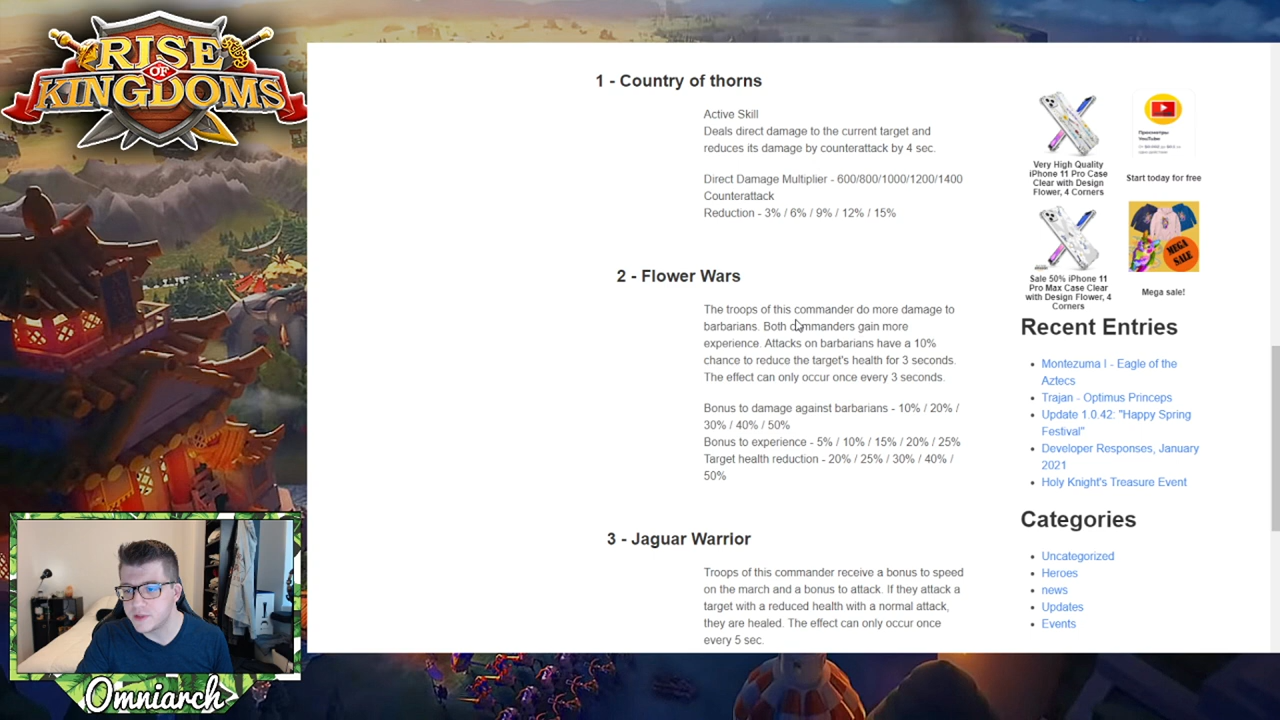 RISE
OF
KINGDOMS
1 - Country of thorns
Active Skill
Deals direct damage to the current target and
reduces its damage by counterattack by 4 sec.
Direct Damage Multiplier - 600/800/1000/1200/1400
Counterattack
Reduction - 3% / 6% / 9% / 12% / 15%
2 - Flower Wars
The troops of this commander do more damage to
barbarians. Both commanders gain more
experience. Attacks on barbarians have a 10%
chance to reduce the target's health for 3 seconds.
The effect can only occur once every 3 seconds.
Bonus to damage against barbarians - 10% / 20% /
30% / 40% / 50%
Bonus to experience - 5% / 10% / 15% / 20% / 25%
Target health reduction - 20% / 25% / 30% / 40% /
50%
3 - Jaguar Warrior
Troops of this commander receive a bonus to speed
on the march and a bonus to attack. If they attack a
target with a reduced health with a normal attack,
they are healed. The effect can only occur once
every 5 sec.
Very High Quality
iPhone 11 Pro Case
Clear with Design
Flower, 4 Corners
Просмотры
YouTube
Start today for free
Sale 50% iPhone 11
Pro Max Case Clear
with Design Flower, 4
Corners
MEGA
SALE
Mega sale!
Recent Entries
Montezuma I - Eagle of the
Aztecs
Trajan - Optimus Princeps
Update 1.0.42: "Happy Spring
Festival"
Developer Responses, January
2021
Holy Knight's Treasure Event
Categories
Uncategorized
Heroes
news
Updates
Events
Omniarch